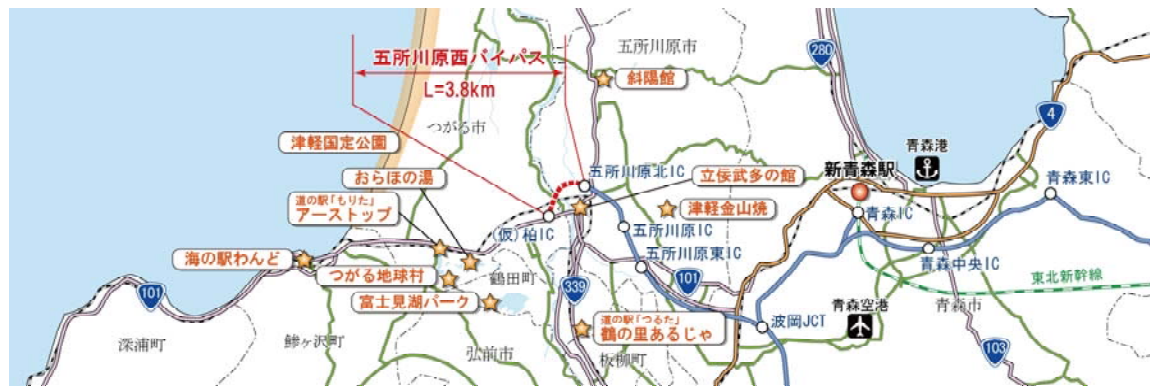 五所川原西バイパス
L=3.8km
五所川原市
280
斜陽館
4
つがる市
津軽国定公園
青森港
新青森駅
おらほの湯
五所川原北IC
立佞武多の館
青森東IC
道の駅「もりた」
アーストップ
津軽金山焼
(仮)柏IC
五所川原IC
青森IC
海の駅わんど
つがる地球村
鶴田町
五所川原東IC
青森中央IC
東北新幹線
101
富士見湖パーク
339
101
青森空港
青森市
波岡JCT
道の駅「つるた」
鶴の里あるじゃ
深浦町
鰺ヶ沢町
弘前市
板柳町
103